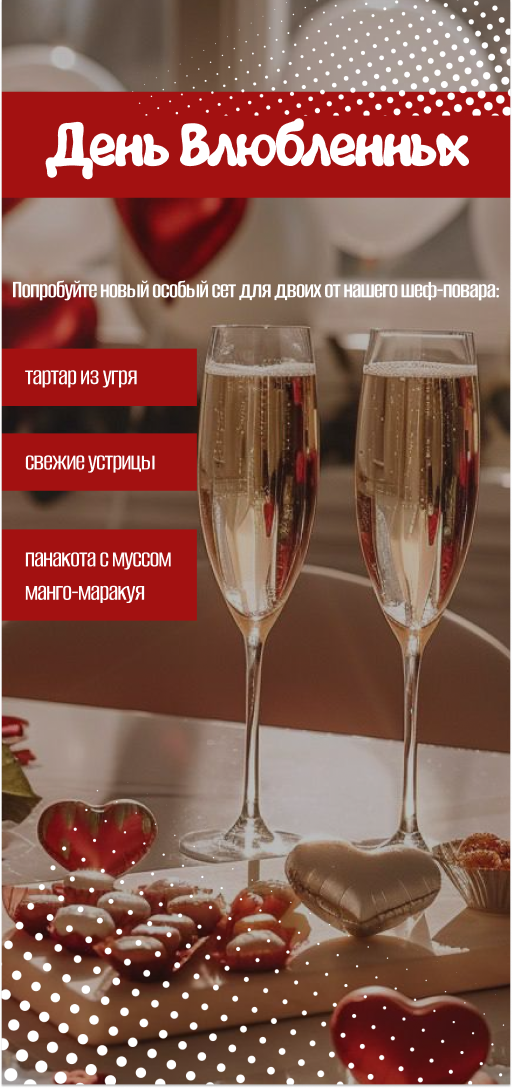 День Влюбленных
Попробуйте новый особый сет для двоих от нашего шеф-повара:
тартар из угря
свежие устрицы
панакота с муссом
манго-маракуя